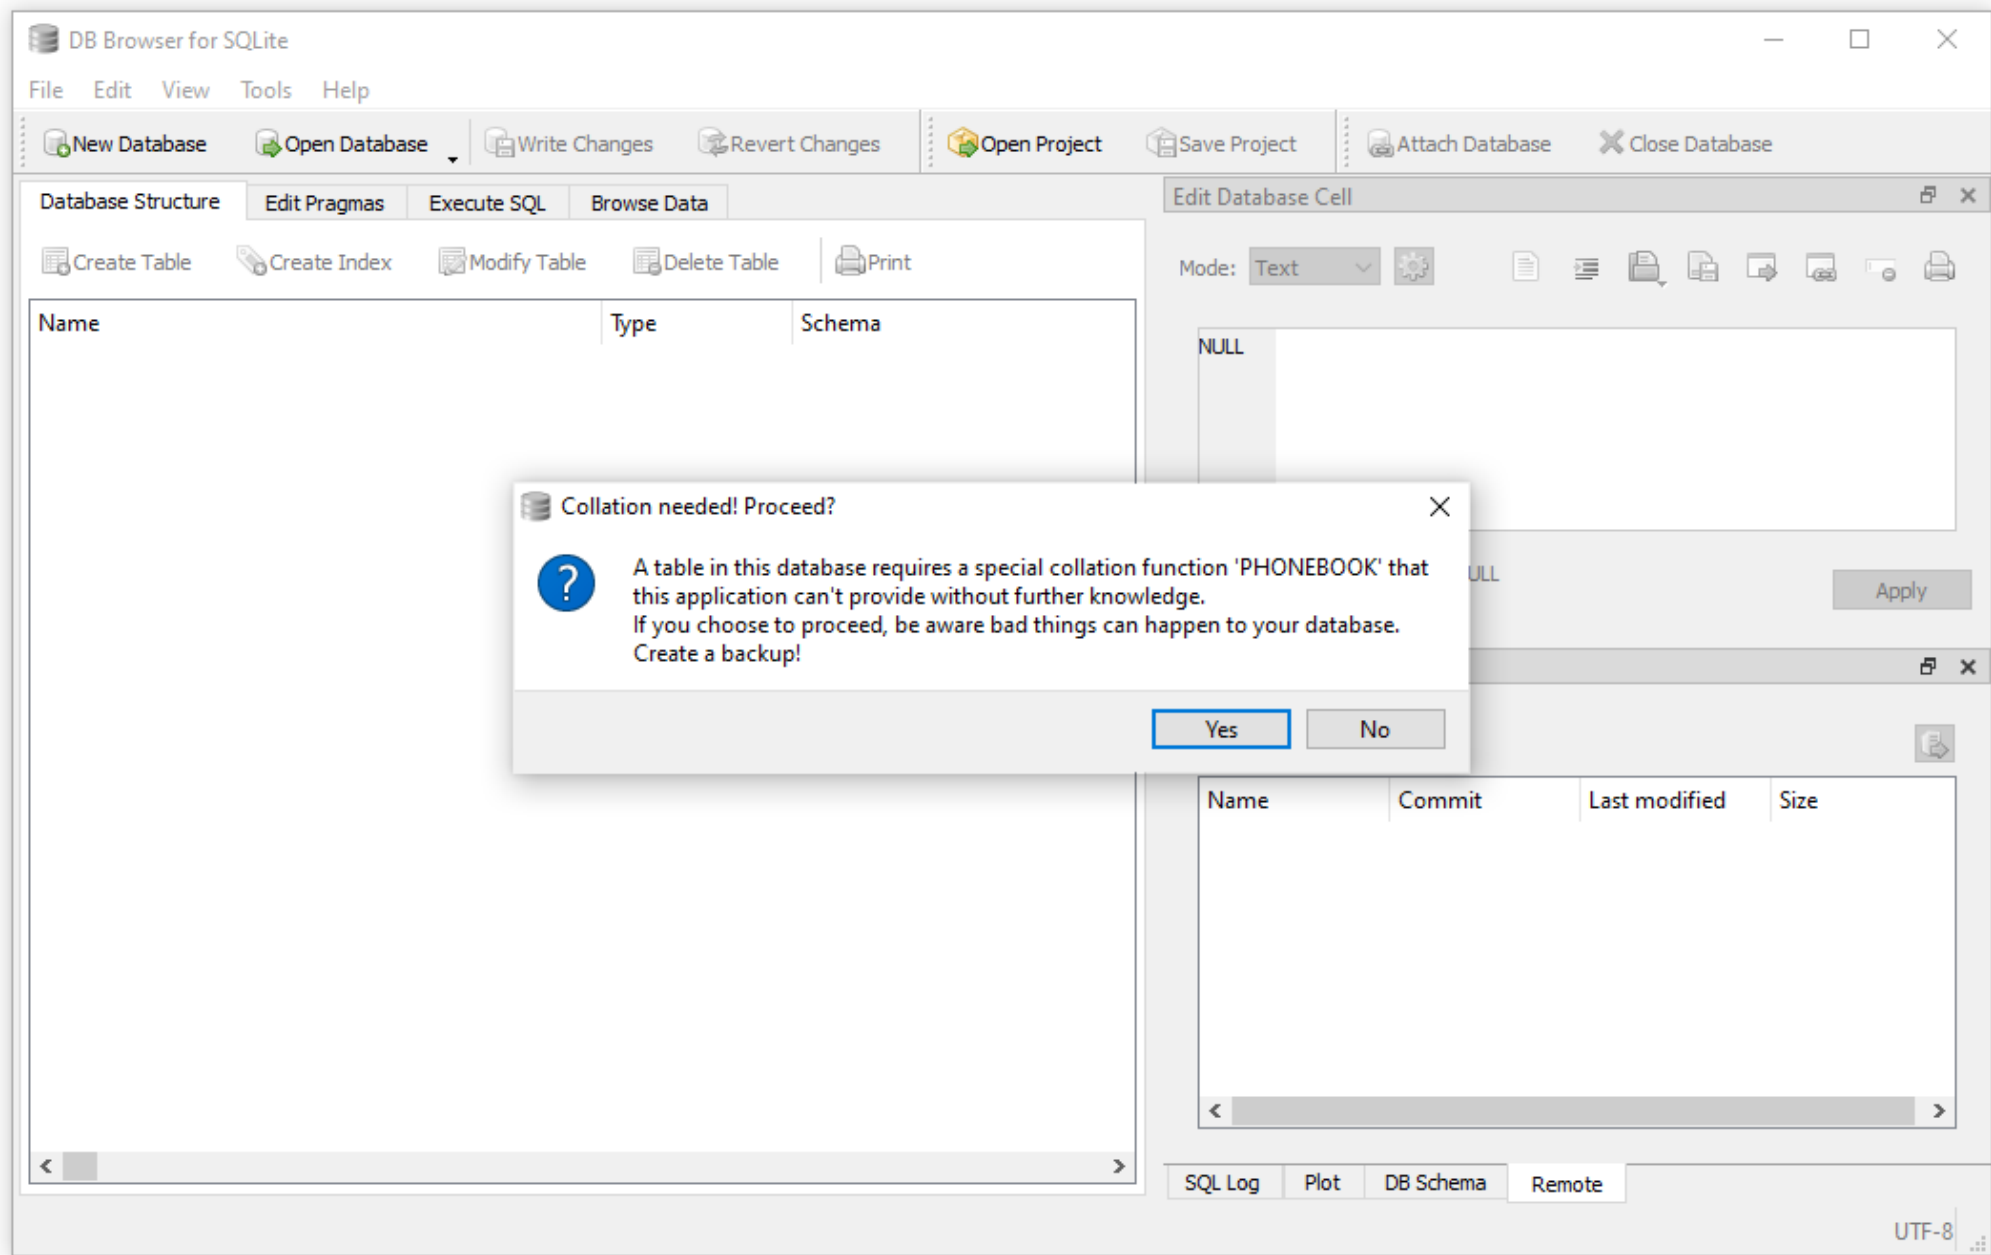 DB Browser for SQLite
File Edit View Tools Help
New Database Open Database Write Changes Revert Changes Open Project Save Project Attach Database Close Database
Database Structure Edit Pragmas Execute SQL Browse Data
Create Table Create Index Modify Table Delete Table Print
Name Type Schema
Edit Database Cell
Mode: Text
NULL
Collation needed! Proceed?
A table in this database requires a special collation function 'PHONEBOOK' that
this application can't provide without further knowledge.
If you choose to proceed, be aware bad things can happen to your database.
Create a backup!
Yes No
ULL
Apply
Name Commit Last modified Size
SQL Log Plot DB Schema Remote
UTF-8